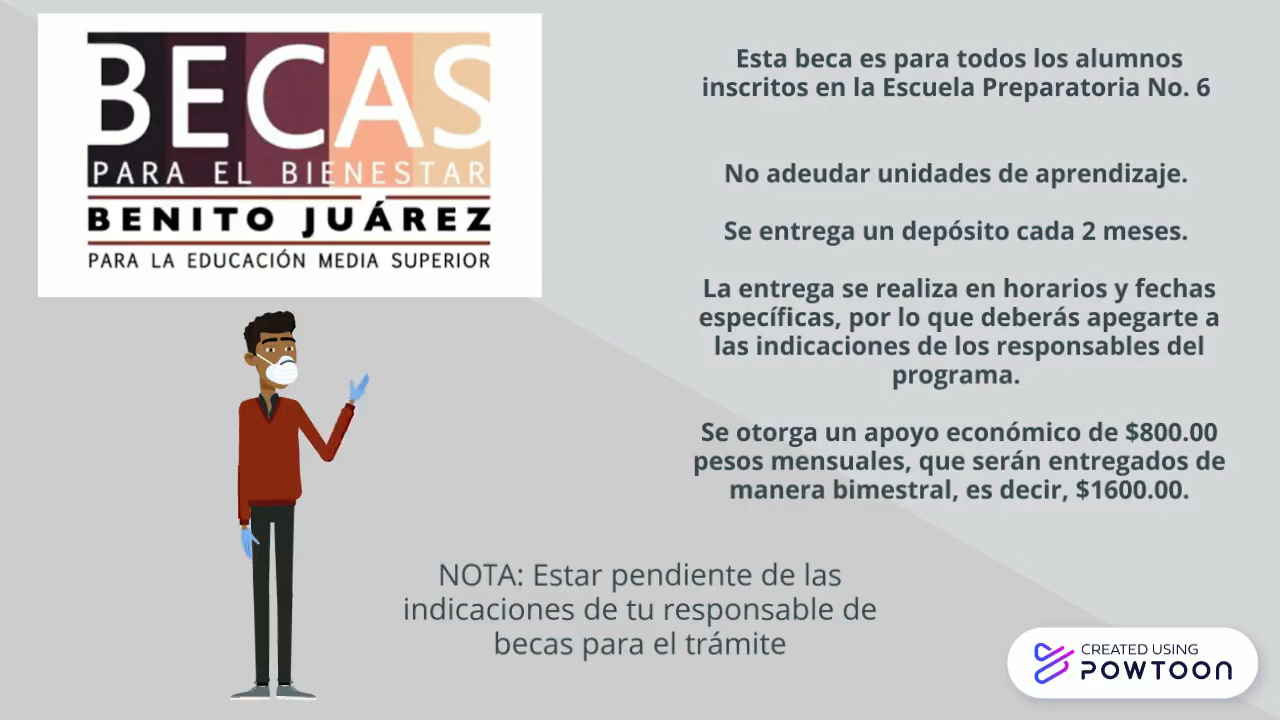 BECAS
PARA EL BIENESTAR
BENITO JUÁREZ
PARA LA EDUCACIÓN MEDIA SUPERIOR
Esta beca es para todos los alumnos
inscritos en la Escuela Preparatoria No. 6
No adeudar unidades de aprendizaje.
Se entrega un depósito cada 2 meses.
La entrega se realiza en horarios y fechas
específicas, por lo que deberás apegarte a
las indicaciones de los responsables del
programa.
Se otorga un apoyo económico de $800.00
pesos mensuales, que serán entregados de
manera bimestral, es decir, $1600.00.
NOTA: Estar pendiente de las
indicaciones de tu responsable de
becas para el trámite
CREATED USING
POWTOON